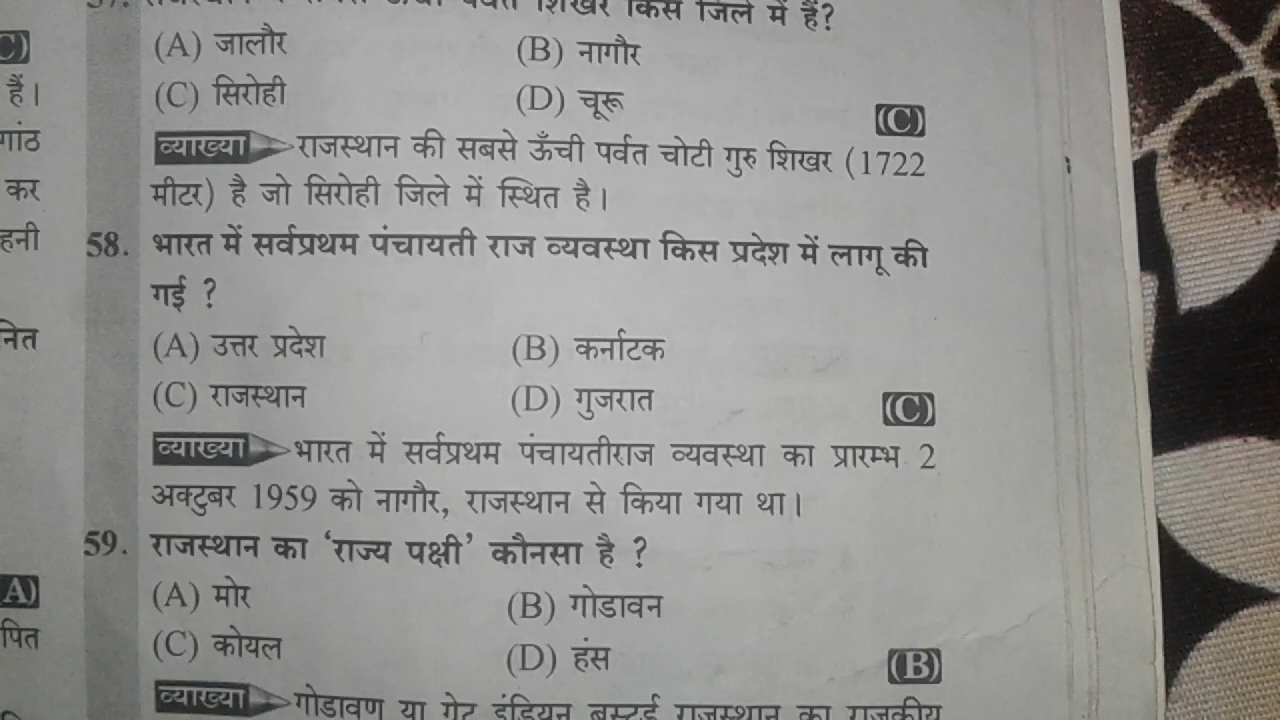 C)
हैं।
गांठ
कर
हनी
नित
A)
पित
किस जिले में हैं?
(A) जालौर (B) नागौर
(C) सिरोही (D) चूरू
(C)
व्याख्या राजस्थान की सबसे ऊँची पर्वत चोटी गुरु शिखर (1722
मीटर) है जो सिरोही जिले में स्थित है।
58. भारत में सर्वप्रथम पंचायती राज व्यवस्था किस प्रदेश में लागू की
गई ?
(A) उत्तर प्रदेश (B) कर्नाटक
(C) राजस्थान (D) गुजरात
(C)
व्याख्या भारत में सर्वप्रथम पंचायतीराज व्यवस्था का प्रारम्भ 2
अक्टुबर 1959 को नागौर, राजस्थान से किया गया था।
59. राजस्थान का ‘राज्य पक्षी’ कौनसा है ?
(A) मोर (B) गोडावन
(C) कोयल (D) हंस
(B)
व्याख्या गोडावण या ग्रेट इंडियन बस्टर्ड राजस्थान का राजकीय